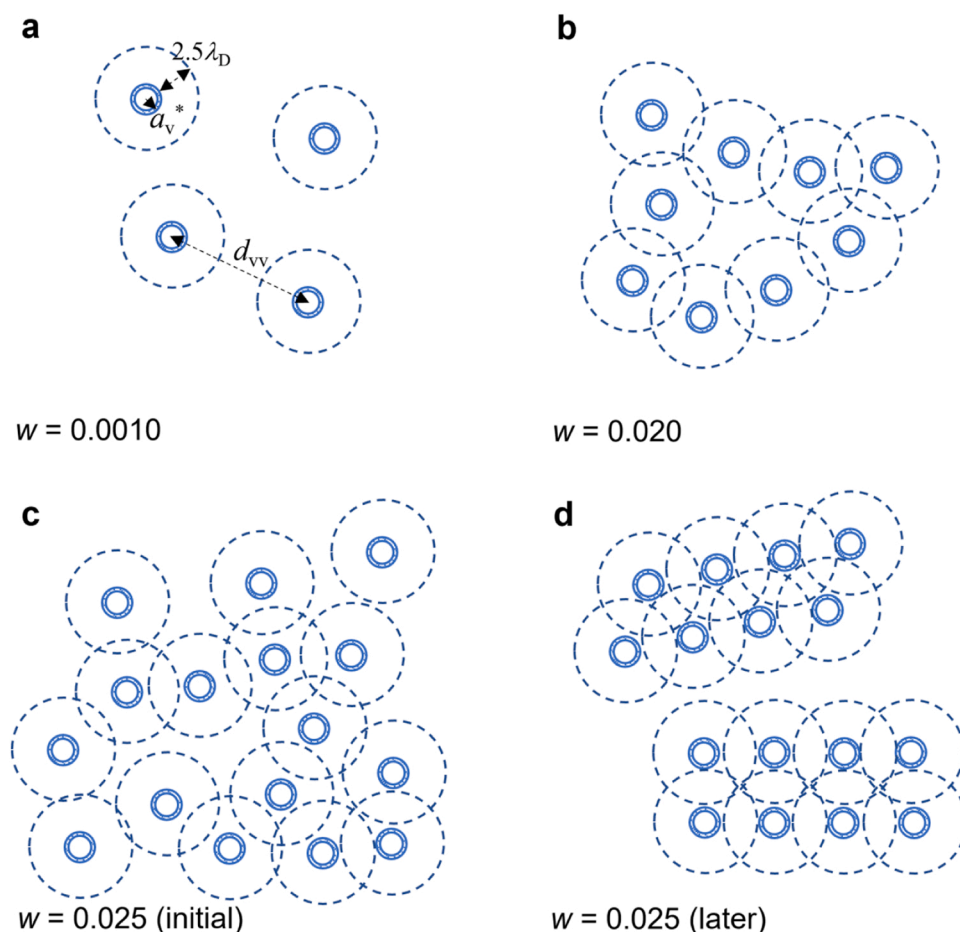 a
2.5λD
av*
dvv
w = 0.0010
b
w = 0.020
c
w = 0.025 (initial)
d
w = 0.025 (later)